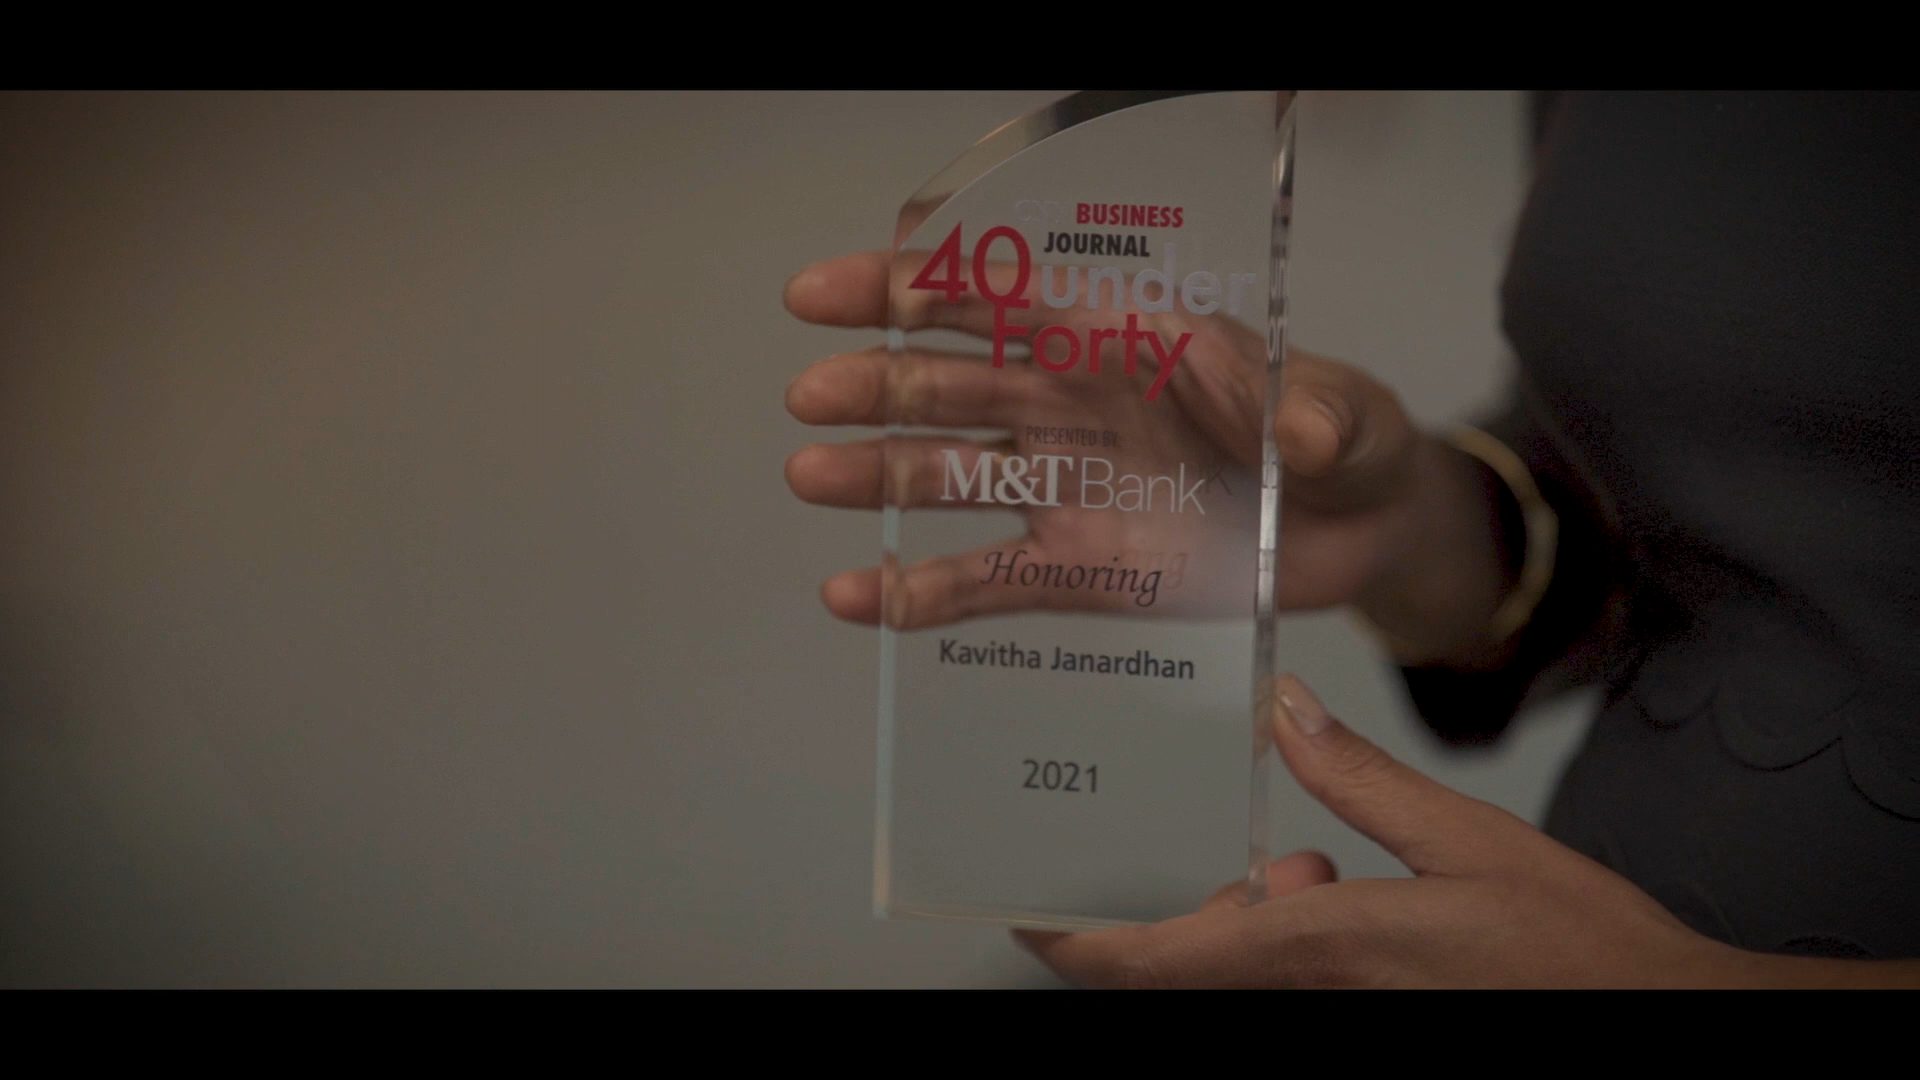 BUSINESS
JOURNAL
40 under
Forty
PRESENTED BY:
M&T Bank
Honoring
Kavitha Janardhan
2021